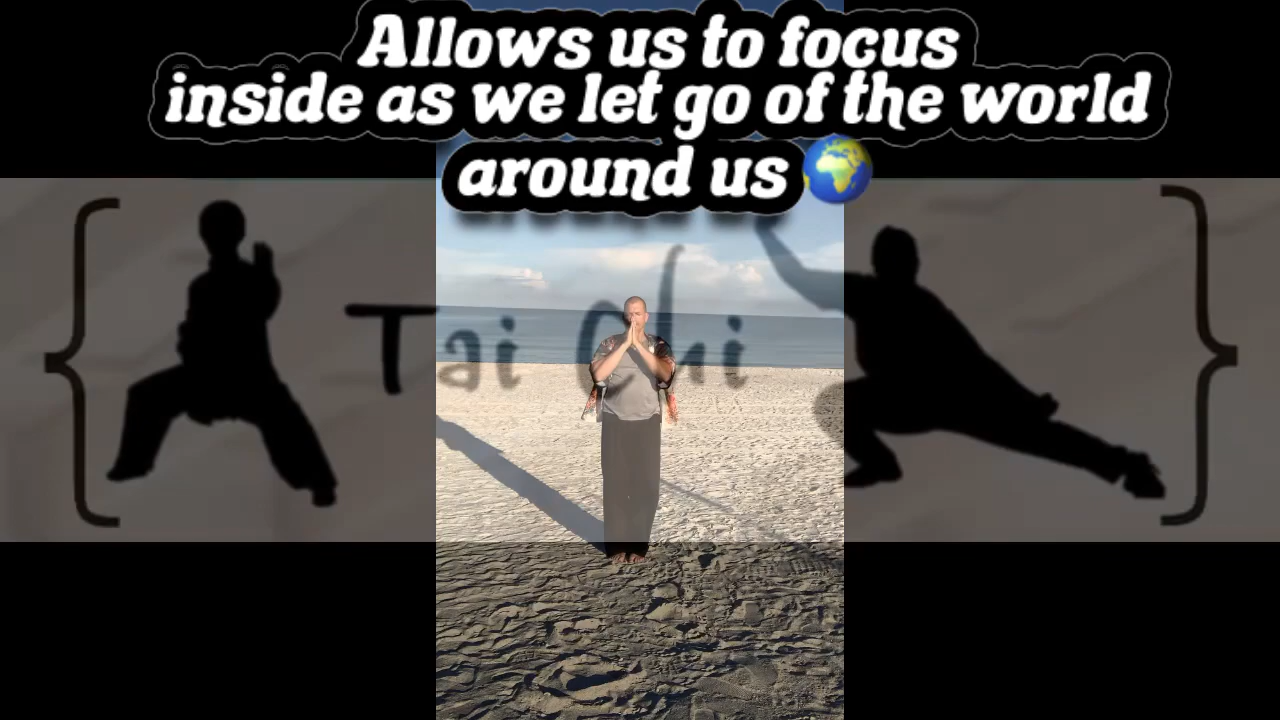 Allows us to focus
inside as we let go of the world
around us 🌍
{ Tai Chi }